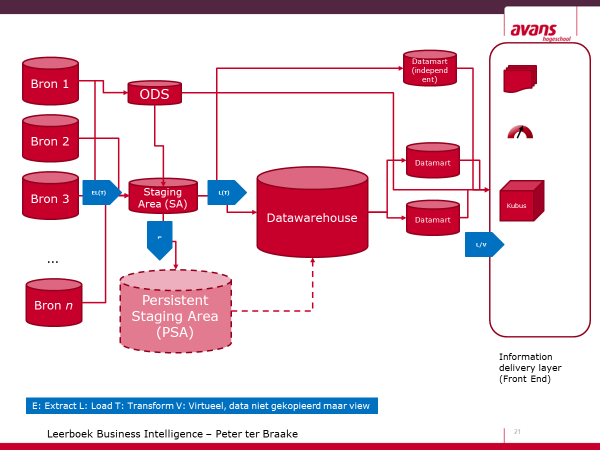 avans
hogeschool
Datamart
(independ
ent)
Bron 1
ODS
Bron 2
Datamart
Bron 3
EL(T)
Staging
Area (SA)
L(T)
Datawarehouse
Kubus
Datamart
L/V
...
Persistent
Staging Area
(PSA)
Bron n
Information
delivery layer
(Front End)
E: Extract L: Load T: Transform V: Virtueel, data niet gekopieerd maar view
Leerboek Business Intelligence – Peter ter Braake
21